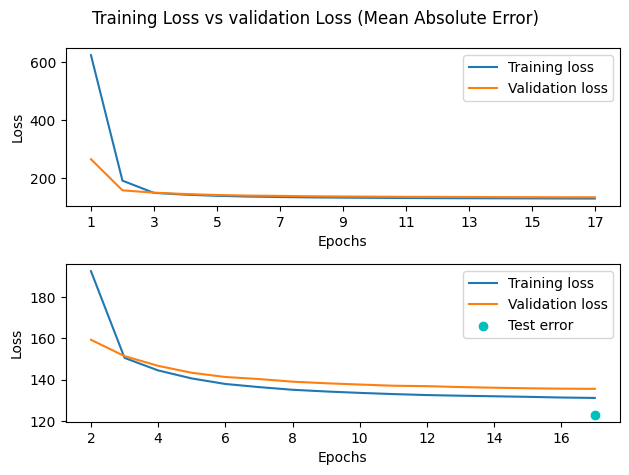 Training Loss vs validation Loss (Mean Absolute Error)
600
400
200
Loss
Training loss
Validation loss
1 3 5 7 9 11 13 15 17
Epochs
180
160
140
120
Loss
Training loss
Validation loss
Test error
2 4 6 8 10 12 14 16
Epochs